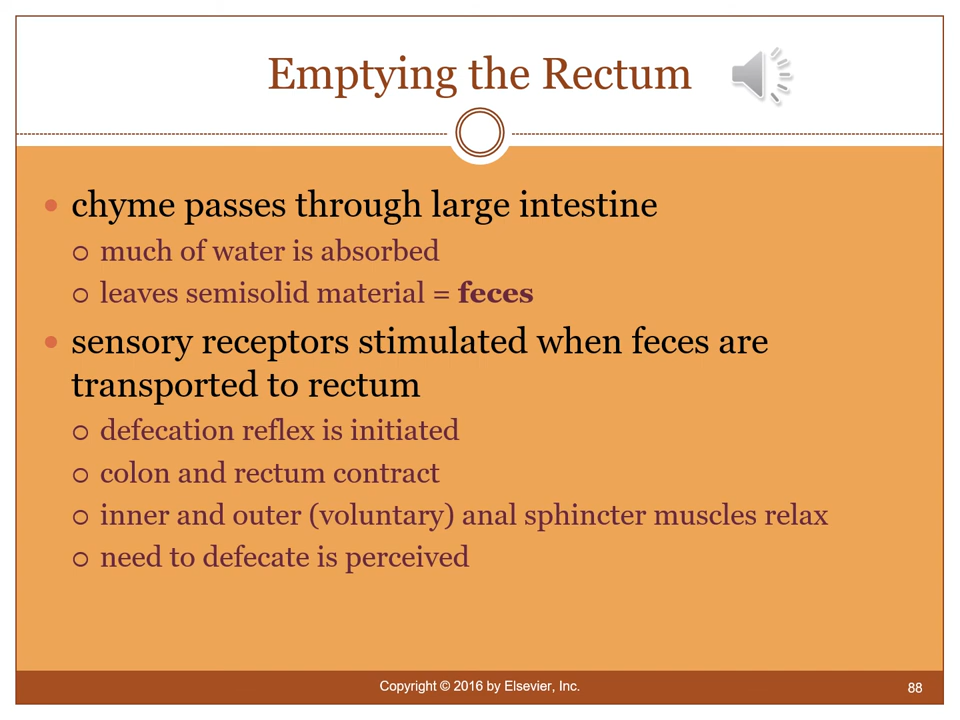 Emptying the Rectum
chyme passes through large intestine
much of water is absorbed
leaves semisolid material = feces
sensory receptors stimulated when feces are
transported to rectum
defecation reflex is initiated
colon and rectum contract
inner and outer (voluntary) anal sphincter muscles relax
need to defecate is perceived
Copyright © 2016 by Elsevier, Inc.
88